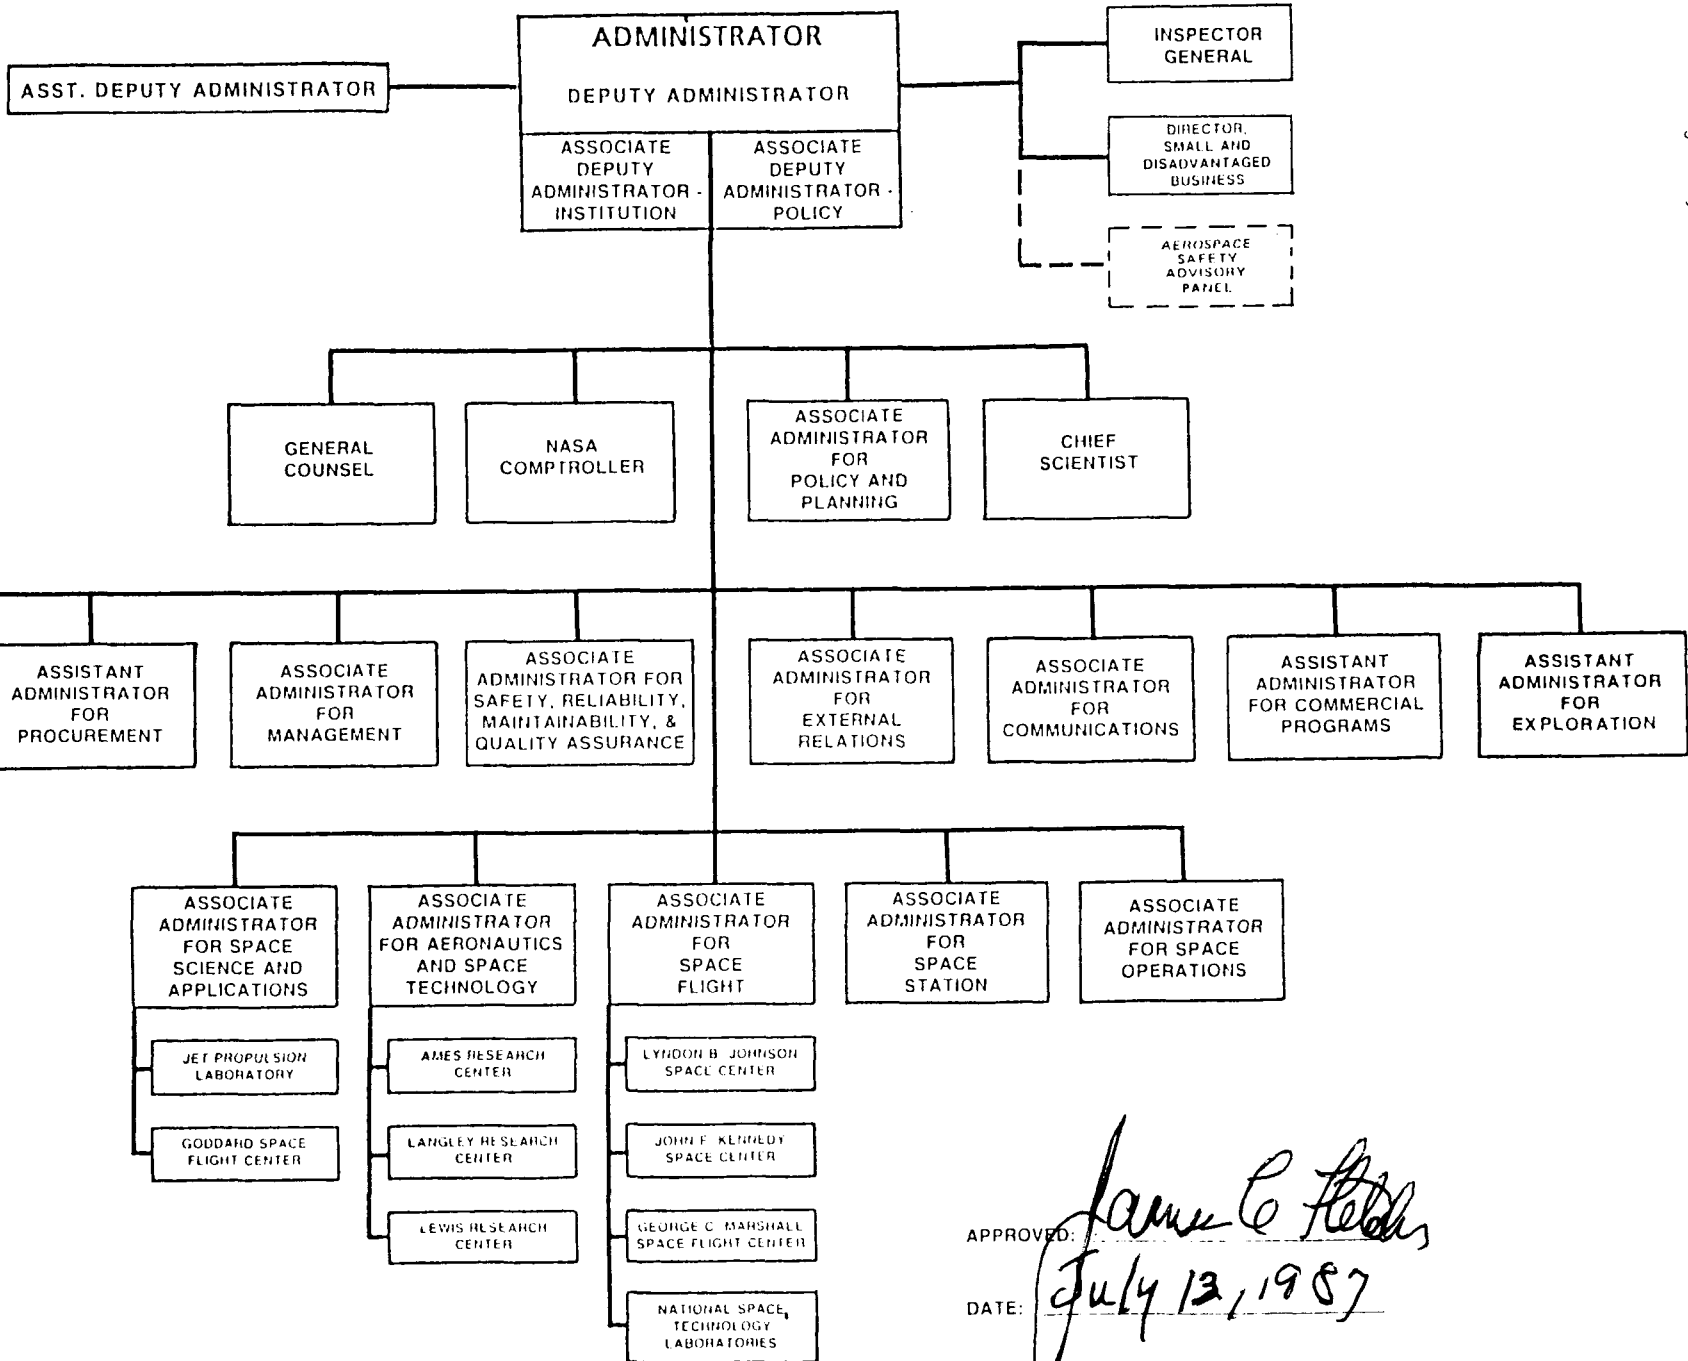 ADMINISTRATOR
DEPUTY ADMINISTRATOR
ASST. DEPUTY ADMINISTRATOR
ASSOCIATE
DEPUTY
ADMINISTRATOR -
INSTITUTION
ASSOCIATE
DEPUTY
ADMINISTRATOR -
POLICY
INSPECTOR
GENERAL
DIRECTOR,
SMALL AND
DISADVANTAGED
BUSINESS
AEROSPACE
SAFETY
ADVISORY
PANEL
GENERAL
COUNSEL
NASA
COMPTROLLER
ASSOCIATE
ADMINISTRATOR
FOR
POLICY AND
PLANNING
CHIEF
SCIENTIST
ASSISTANT
ADMINISTRATOR
FOR
PROCUREMENT
ASSOCIATE
ADMINISTRATOR
FOR
MANAGEMENT
ASSOCIATE
ADMINISTRATOR FOR
SAFETY, RELIABILITY,
MAINTAINABILITY, &
QUALITY ASSURANCE
ASSOCIATE
ADMINISTRATOR
FOR
EXTERNAL
RELATIONS
ASSOCIATE
ADMINISTRATOR
FOR
COMMUNICATIONS
ASSISTANT
ADMINISTRATOR
FOR COMMERCIAL
PROGRAMS
ASSISTANT
ADMINISTRATOR
FOR
EXPLORATION
ASSOCIATE
ADMINISTRATOR
FOR SPACE
SCIENCE AND
APPLICATIONS
ASSOCIATE
ADMINISTRATOR
FOR AERONAUTICS
AND SPACE
TECHNOLOGY
ASSOCIATE
ADMINISTRATOR
FOR
SPACE
FLIGHT
ASSOCIATE
ADMINISTRATOR
FOR
SPACE
STATION
ASSOCIATE
ADMINISTRATOR
FOR SPACE
OPERATIONS
JET PROPULSION
LABORATORY
GODDARD SPACE
FLIGHT CENTER
AMES RESEARCH
CENTER
LANGLEY RESEARCH
CENTER
LEWIS RESEARCH
CENTER
LYNDON B. JOHNSON
SPACE CENTER
JOHN F. KENNEDY
SPACE CENTER
GEORGE C. MARSHALL
SPACE FLIGHT CENTER
NATIONAL SPACE
TECHNOLOGY
LABORATORIES
APPROVED: James C Fletcher
DATE: July 13, 1987